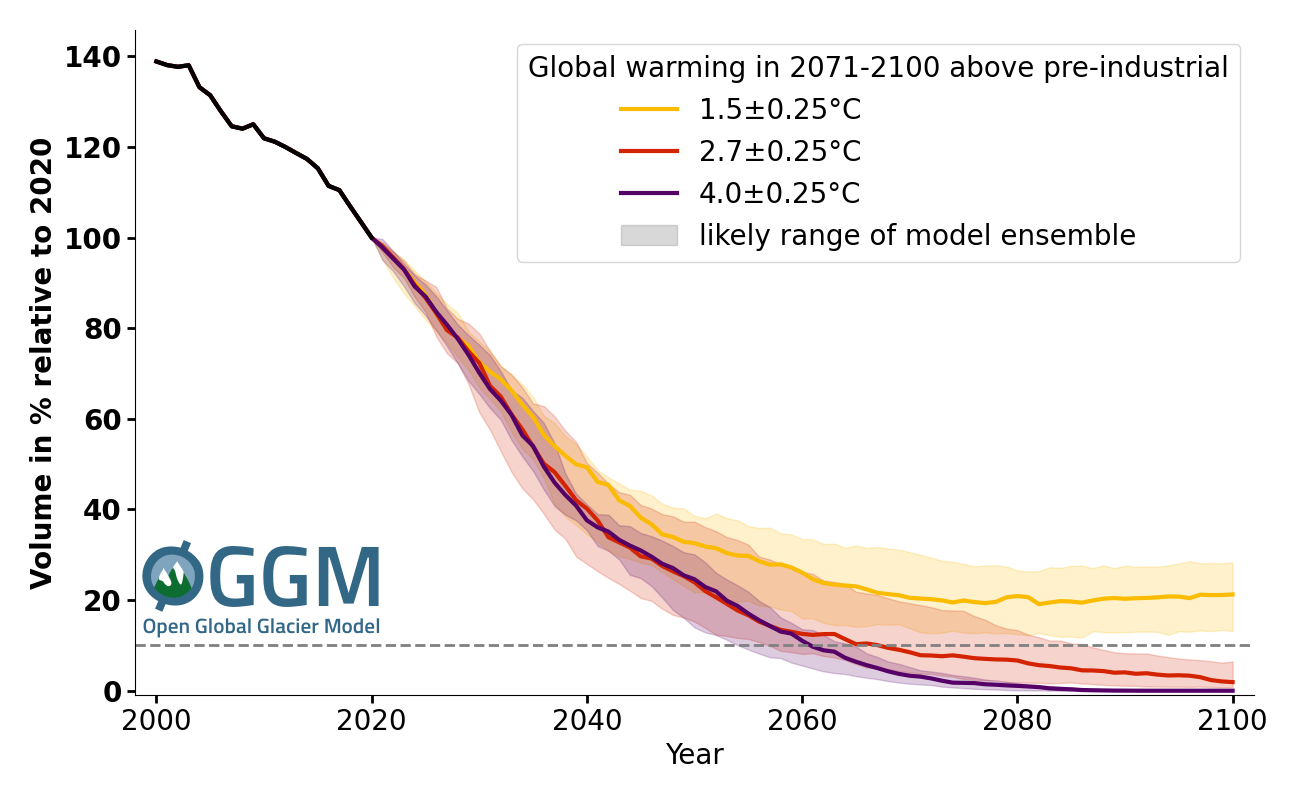 Volume in % relative to 2020
140
120
100
80
60
40
20
0
Global warming in 2071-2100 above pre-industrial
1.5±0.25°C
2.7±0.25°C
4.0±0.25°C
likely range of model ensemble
OGGM
Open Global Glacier Model
2000 2020 2040 2060 2080 2100
Year